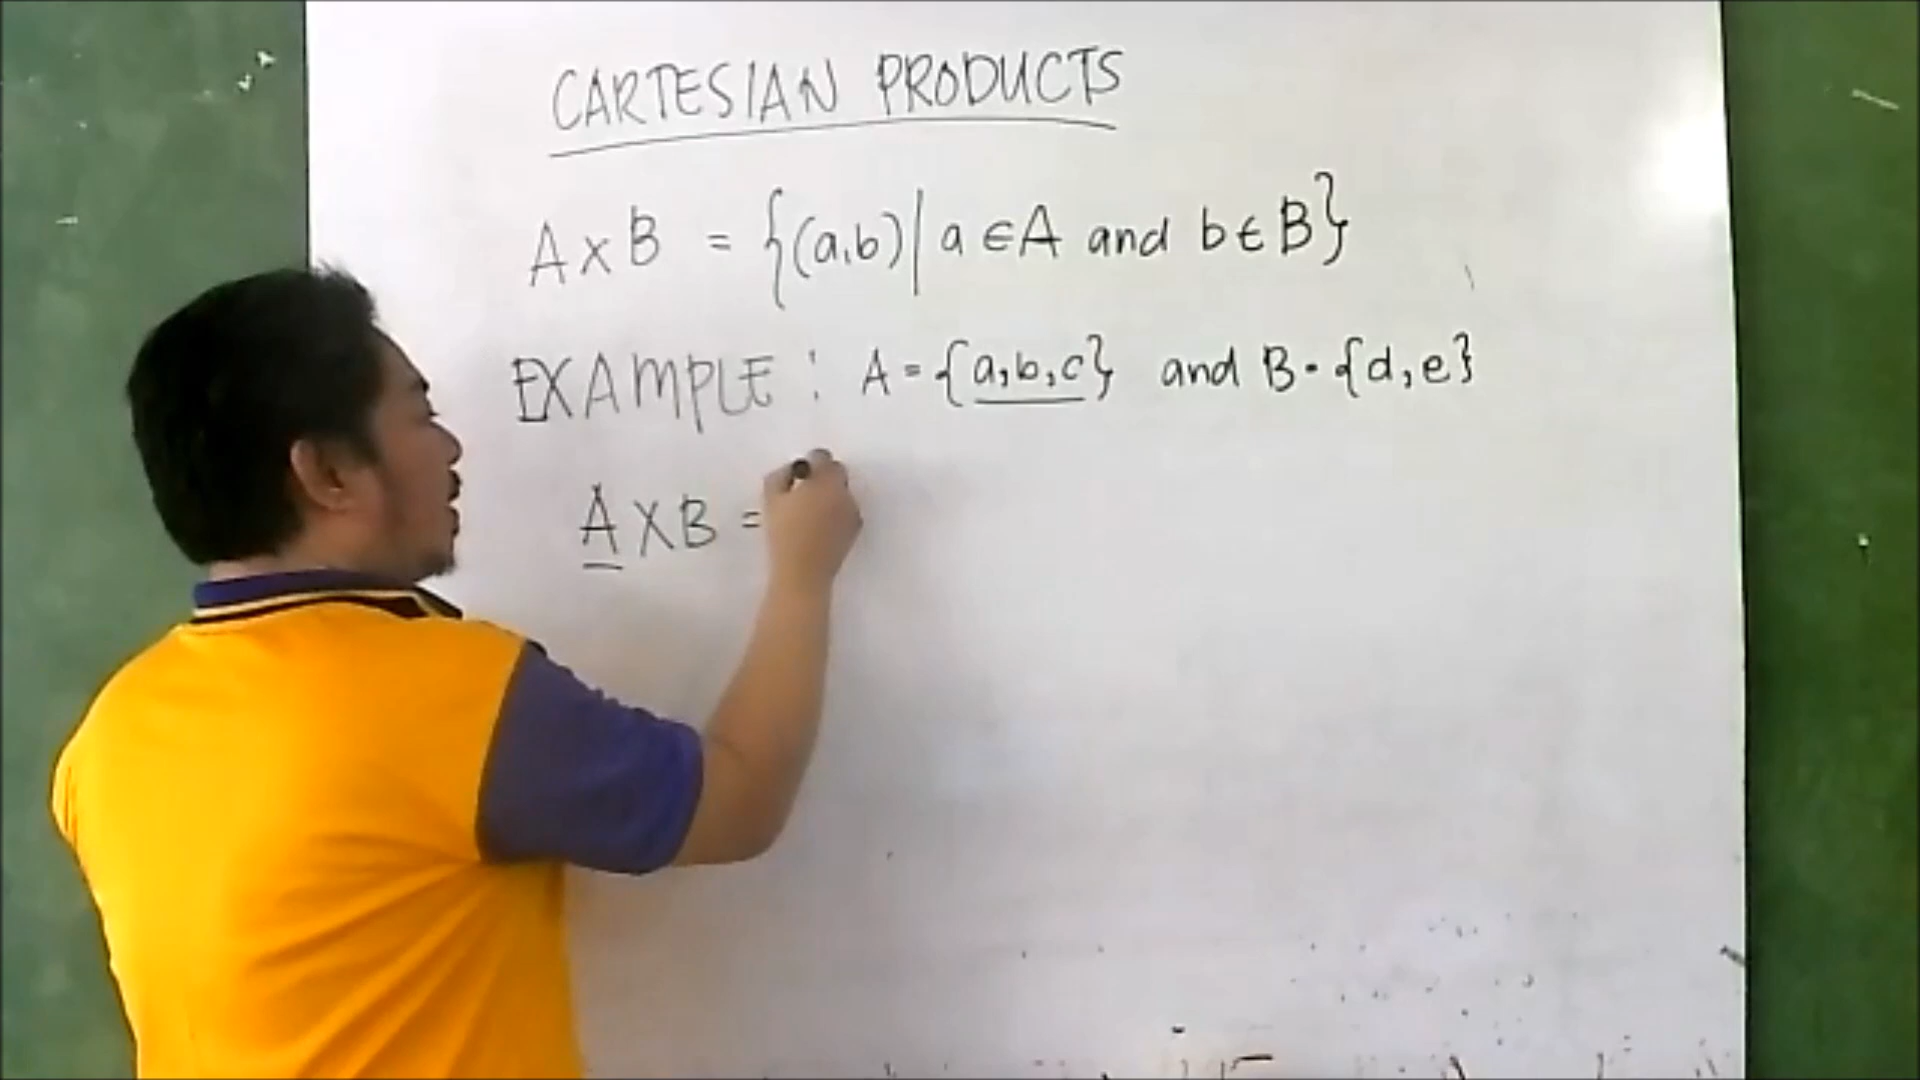 CARTESIAN PRODUCTS
A x B = {(a,b) | a ∈ A and b ∈ B}
EXAMPLE : A = {a,b,c} and B = {d,e}
A X B =